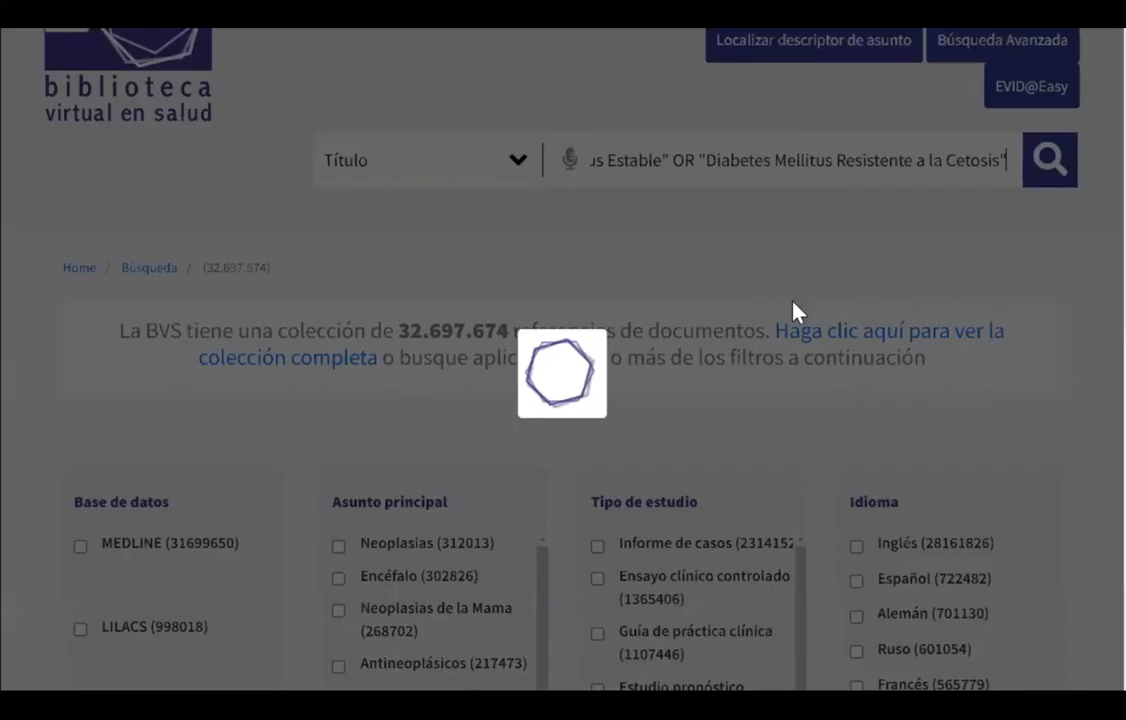 biblioteca
virtual en salud
Localizar descriptor de asunto
Búsqueda Avanzada
EVID@Easy
Título
us Estable" OR "Diabetes Mellitus Resistente a la Cetosis"
Home / Búsqueda / (32.697.674)
La BVS tiene una colección de 32.697.674 referencias de documentos. Haga clic aquí para ver la
colección completa o busque aplic o más de los filtros a continuación
Base de datos
MEDLINE (31699650)
LILACS (998018)
Asunto principal
Neoplasias (312013)
Encéfalo (302826)
Neoplasias de la Mama
(268702)
Antineoplásicos (217473)
Tipo de estudio
Informe de casos (2314152
Ensayo clínico controlado
(1365406)
Guía de práctica clínica
(1107446)
Estudio pronóstico
Idioma
Inglés (28161826)
Español (722482)
Alemán (701130)
Ruso (601054)
Francés (565779)